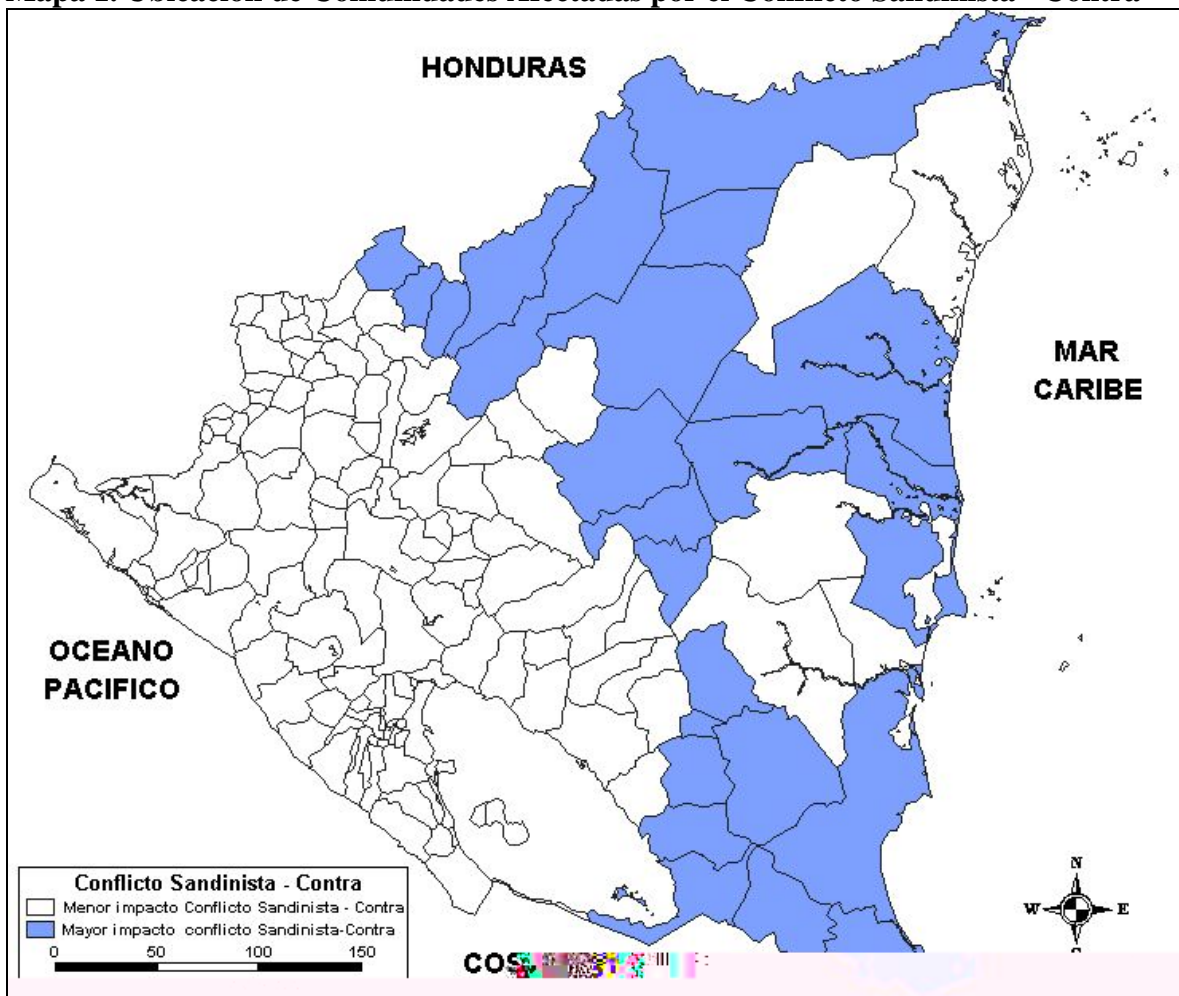 HONDURAS
MAR
CARIBE
OCEANO
PACIFICO
N
W
E
Conflicto Sandinista - Contra
Menor impacto Conflicto Sandinista - Contra
Mayor impacto conflicto Sandinista-Contra
0 50 100 150
COS